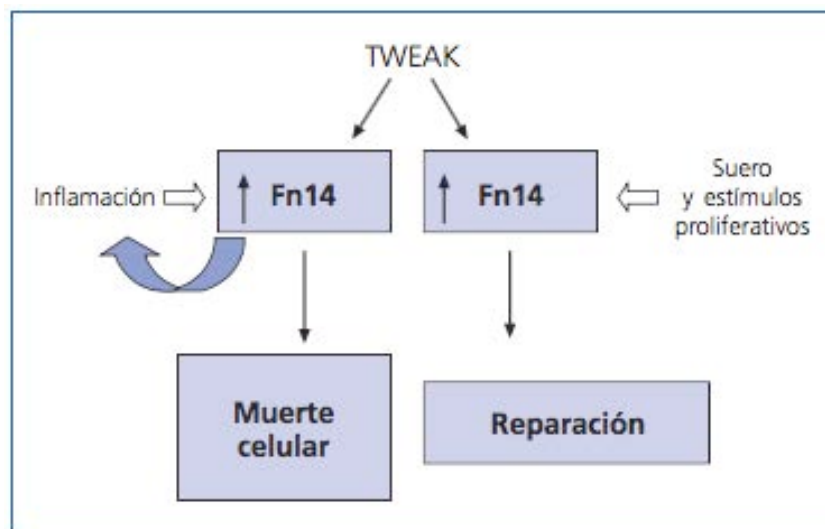 TWEAK
Inflamación
Fn14
Fn14
Suero
y estímulos
proliferativos
Muerte
celular
Reparación